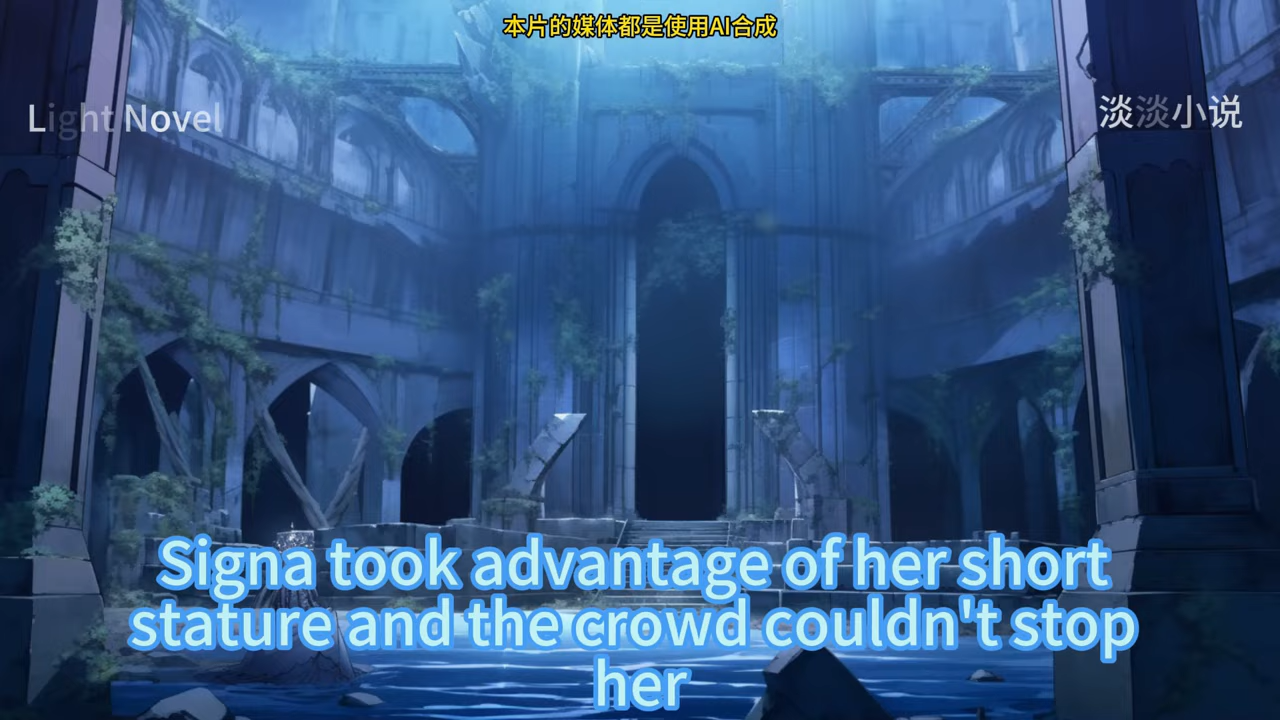 本片的媒体都是使用AI合成
Light Novel
淡淡小说
Signa took advantage of her short
stature and the crowd couldn't stop
her